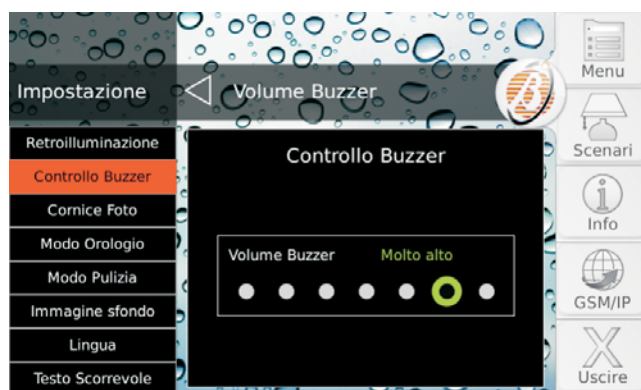 Impostazione
Volume Buzzer
Retroilluminazione
Controllo Buzzer
Cornice Foto
Modo Orologio
Modo Pulizia
Immagine sfondo
Lingua
Testo Scorrevole
Controllo Buzzer
Volume Buzzer Molto alto
Menu
Scenari
Info
GSM/IP
Uscire